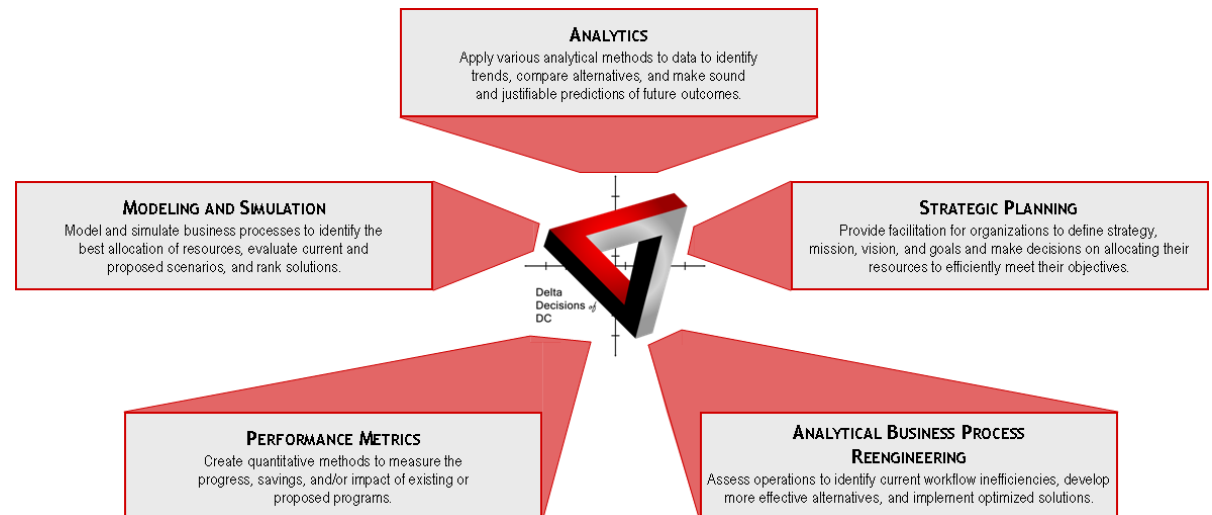 ANALYTICS
Apply various analytical methods to data to identify
trends, compare alternatives, and make sound
and justifiable predictions of future outcomes.
MODELING AND SIMULATION
Model and simulate business processes to identify the
best allocation of resources, evaluate current and
proposed scenarios, and rank solutions.
STRATEGIC PLANNING
Provide facilitation for organizations to define strategy,
mission, vision, and goals and make decisions on allocating their
resources to efficiently meet their objectives.
Delta
Decisions of
DC
PERFORMANCE METRICS
Create quantitative methods to measure the
progress, savings, and/or impact of existing or
proposed programs.
ANALYTICAL BUSINESS PROCESS
REENGINEERING
Assess operations to identify current workflow inefficiencies, develop
more effective alternatives, and implement optimized solutions.